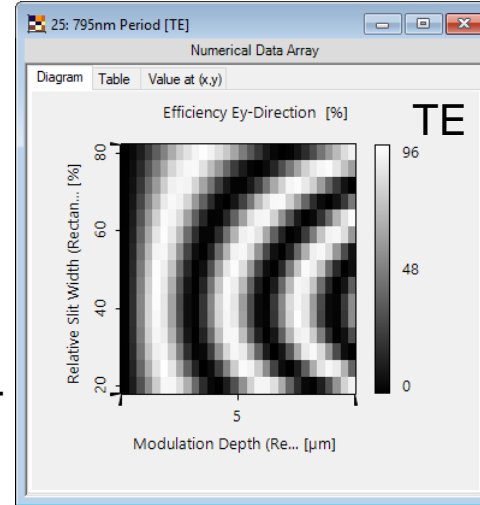 25: 795nm Period [TE]
Numerical Data Array
Diagram Table Value at (x,y)
Efficiency Ey-Direction [%]
TE
Relative Slit Width (Rectan... [%]
80
60
40
20
5
Modulation Depth (Re... [µm]
96
48
0